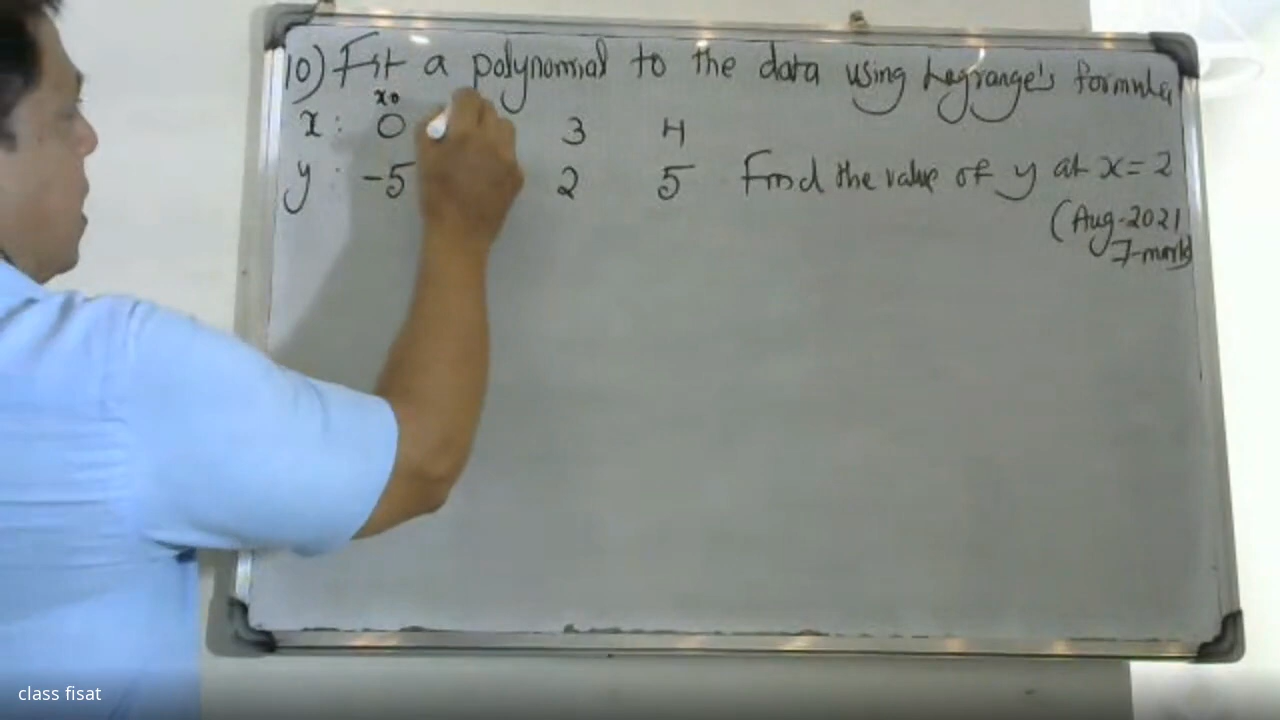 10) Fit a polynomial to the data using Lagrange's formula
x0
x : 0 3 4
y : -5 2 5 Find the value of y at x = 2
(Aug-2021
7-mark)
class fisat